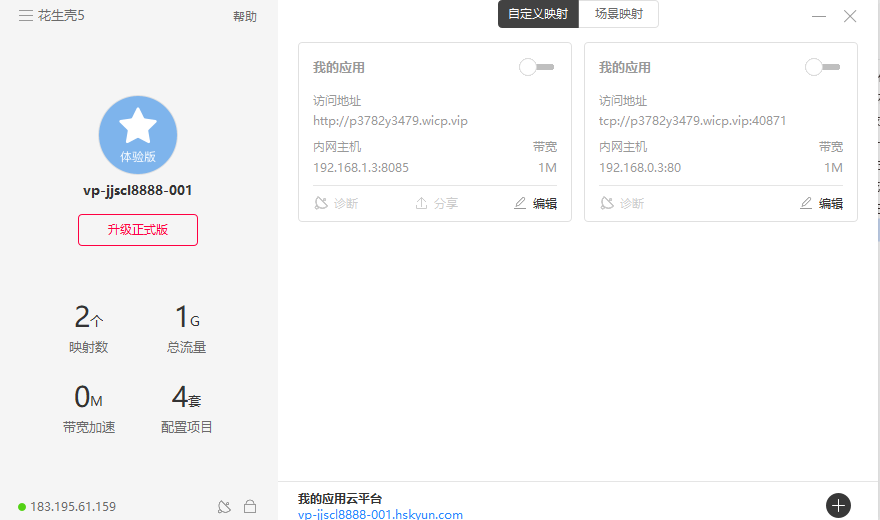 花生壳5
帮助
体验版
vp-jjscl8888-001
升级正式版
2个
1G
映射数
总流量
0M
4套
带宽加速
配置项目
183.195.61.159
自定义映射
场景映射
我的应用
访问地址
http://p3782y3479.wicp.vip
内网主机
带宽
192.168.1.3:8085
1M
诊断
分享
编辑
我的应用
访问地址
tcp://p3782y3479.wicp.vip:40871
内网主机
带宽
192.168.0.3:80
1M
诊断
编辑
我的应用云平台
vp-jjscl8888-001.hskyun.com